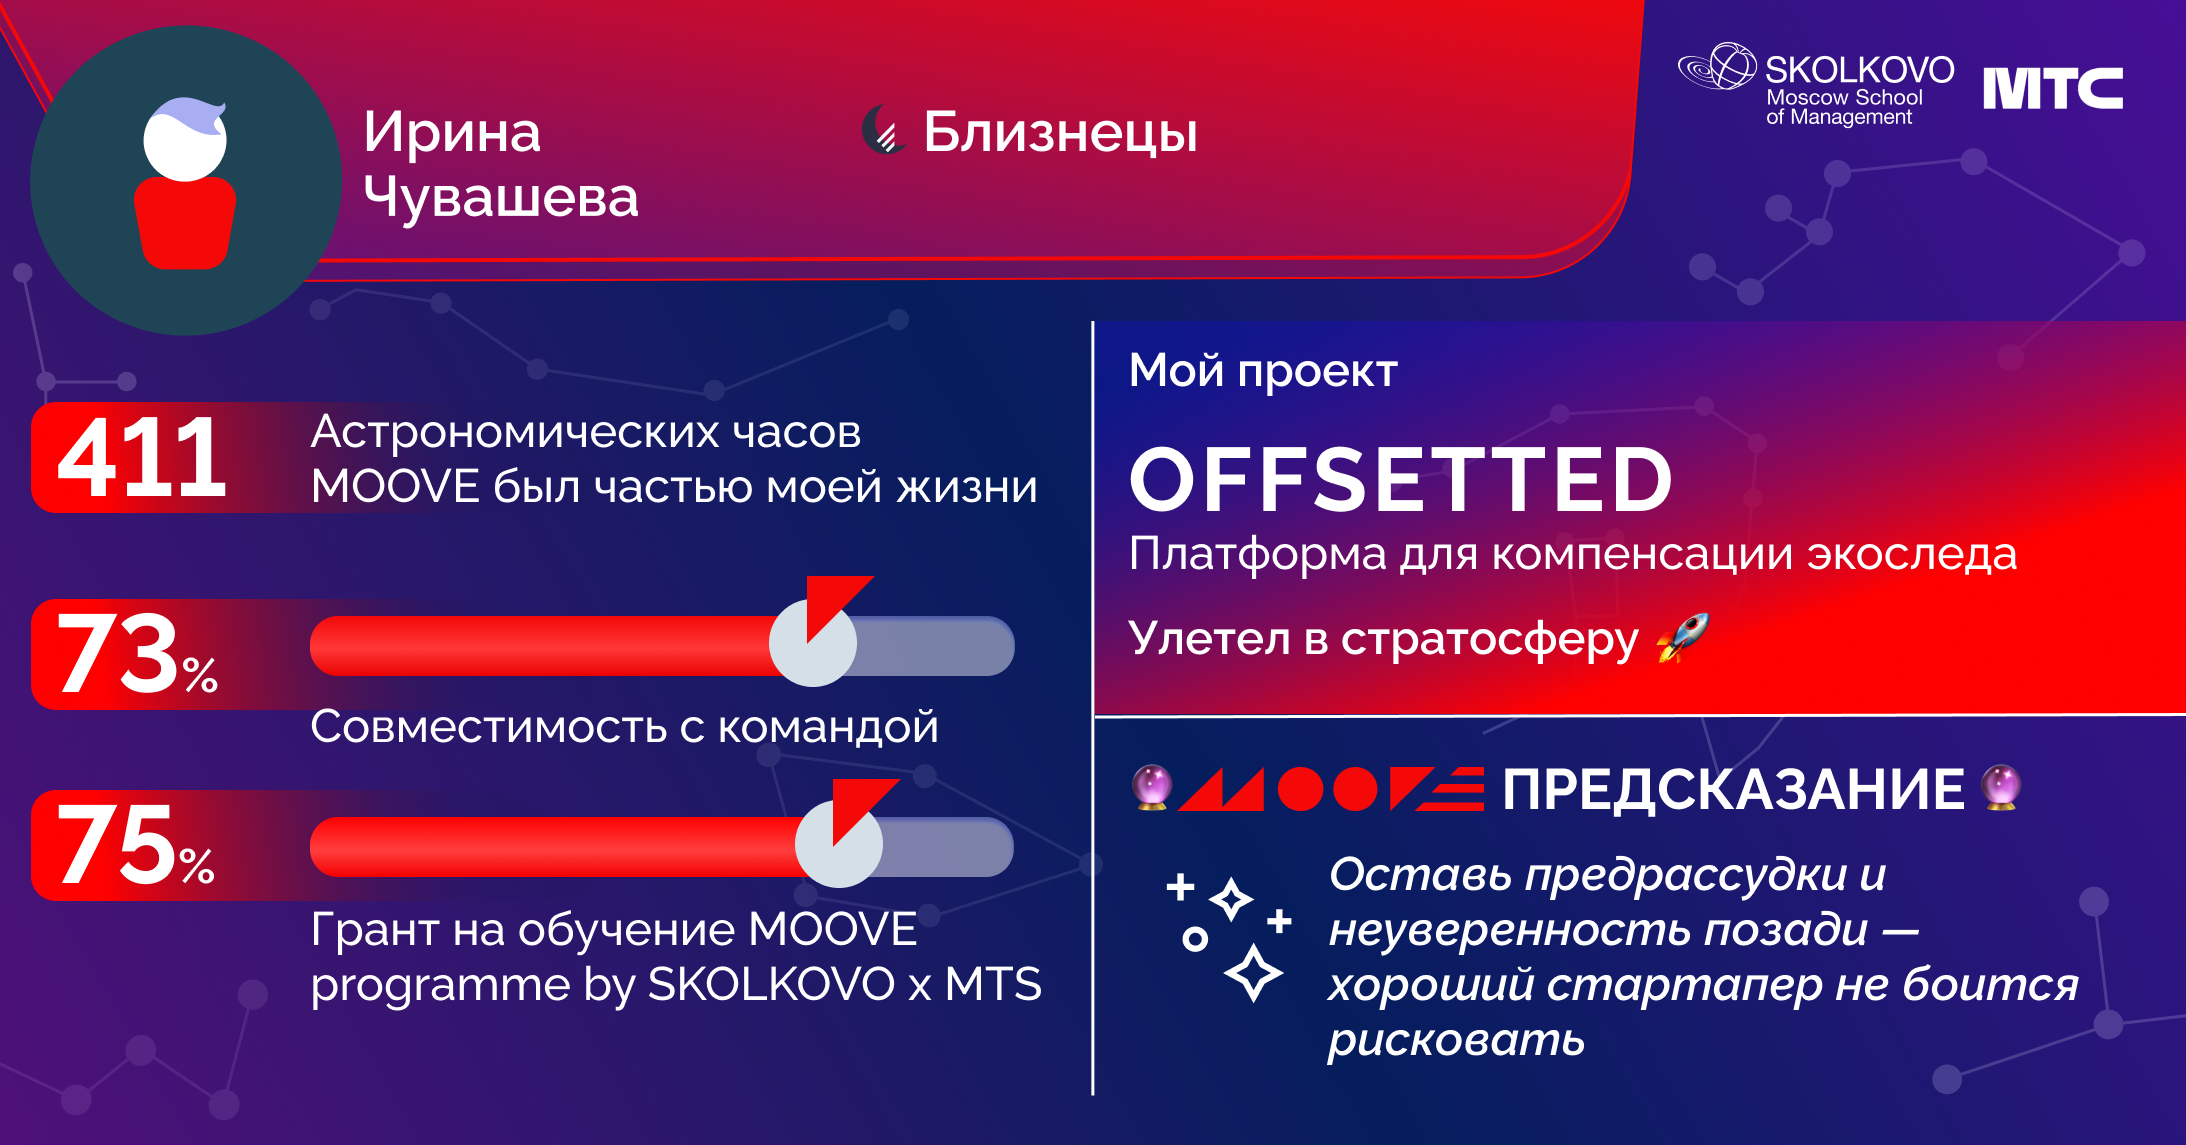 Ирина
Чувашева
Близнецы
SKOLKOVO
Moscow School
of Management
МТС
411
Астрономических часов
MOOVE был частью моей жизни
73%
Совместимость с командой
75%
Грант на обучение MOOVE
programme by SKOLKOVO x MTS
Мой проект
OFFSETTED
Платформа для компенсации экоследа
Улетел в стратосферу 🚀
🔮 MOOVE ПРЕДСКАЗАНИЕ 🔮
Оставь предрассудки и
неуверенность позади —
хороший стартапер не боится
рисковать